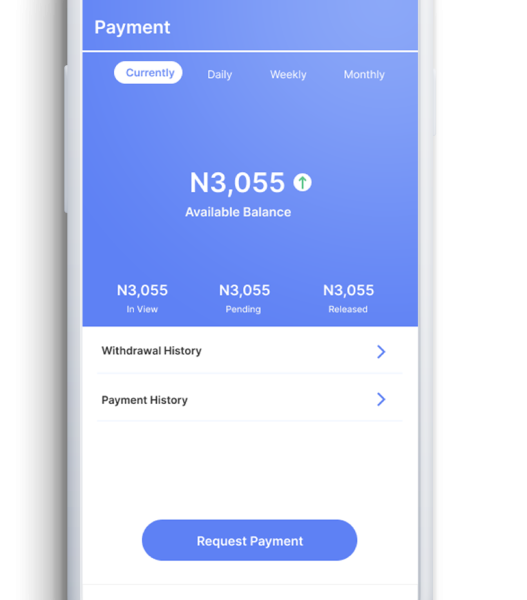 Payment
Currently Daily Weekly Monthly
N3,055
Available Balance
N3,055 N3,055 N3,055
In View Pending Released
Withdrawal History
Payment History
Request Payment